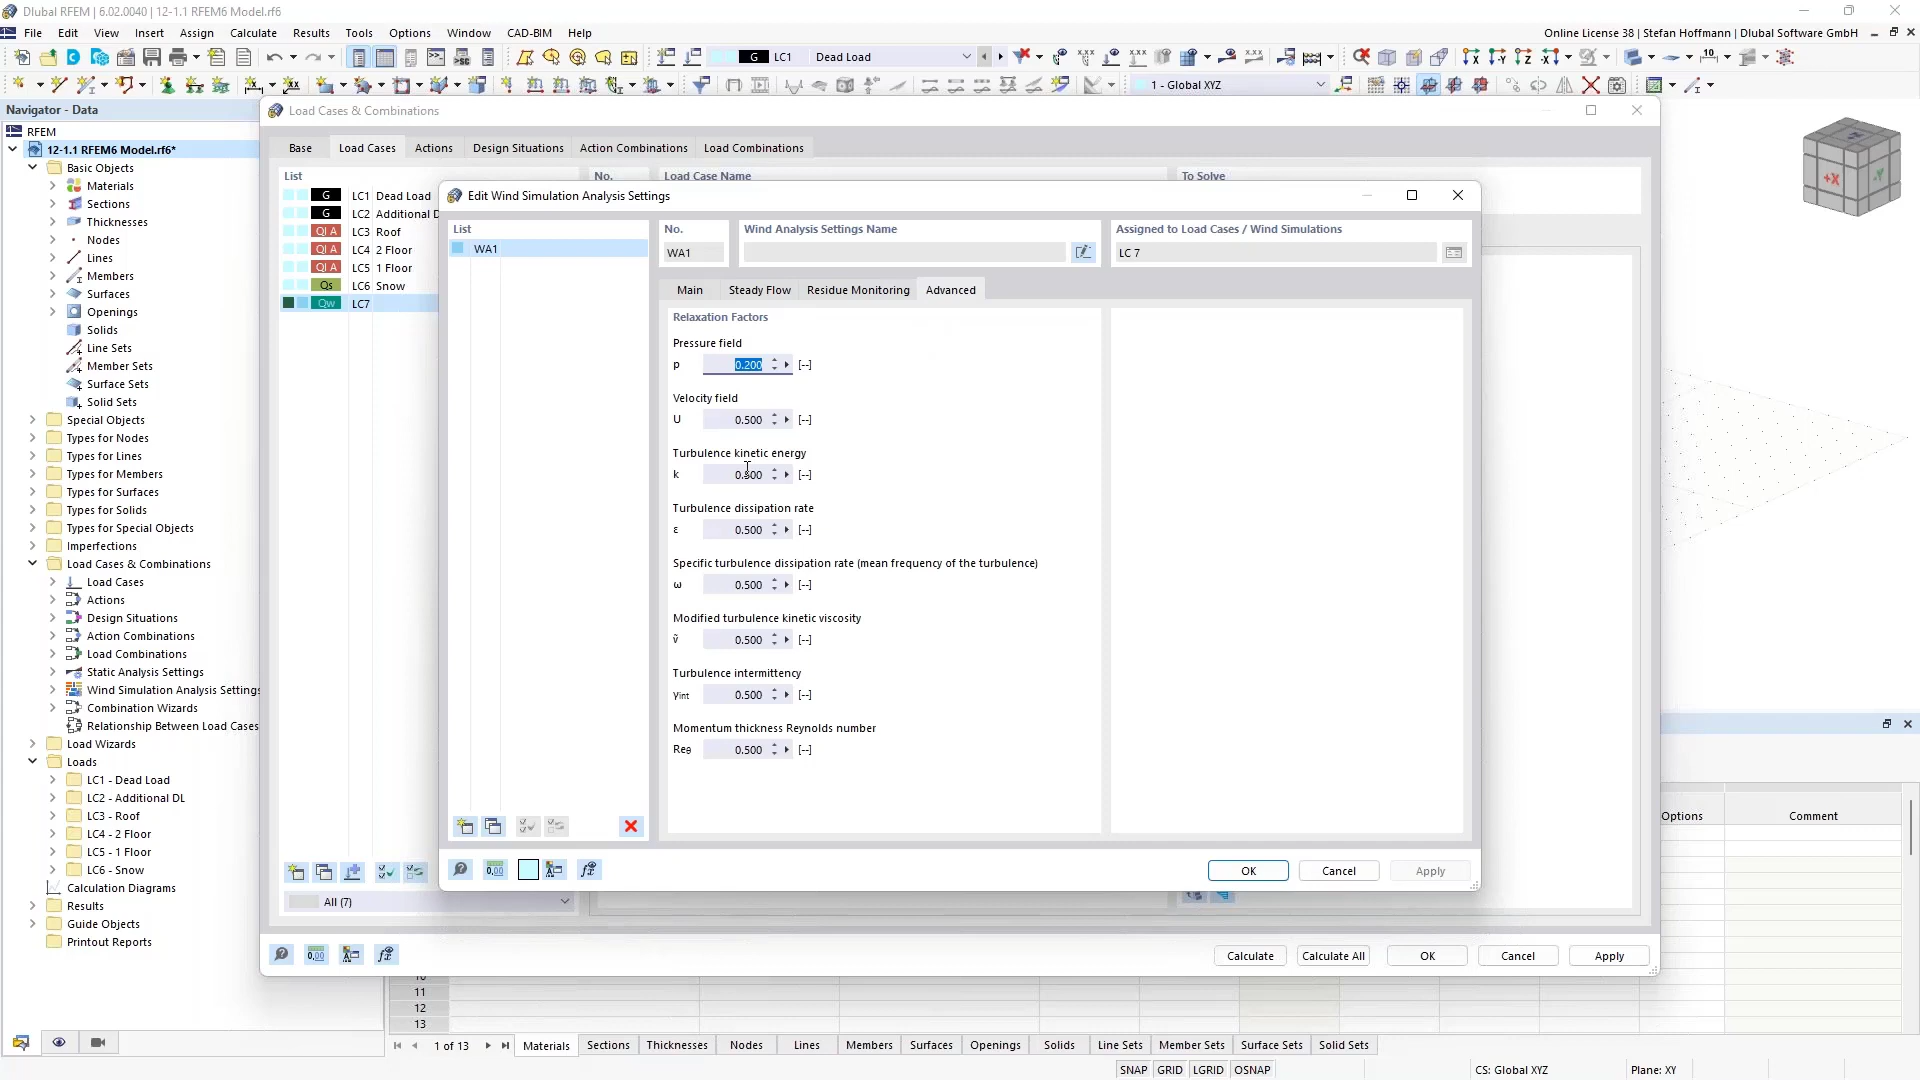 Dlubal RFEM | 6.02.0040 | 12-1.1 RFEM6 Model.rf6*
File Edit View Insert Assign Calculate Results Tools Options Window CAD-BIM Help
Online License 38 | Stefan Hoffmann | Dlubal Software GmbH
G LC1 Dead Load
1 - Global XYZ
Navigator - Data
RFEM
12-1.1 RFEM6 Model.rf6*
Basic Objects
Materials
Sections
Thicknesses
Nodes
Lines
Members
Surfaces
Openings
Solids
Line Sets
Member Sets
Surface Sets
Solid Sets
Special Objects
Types for Nodes
Types for Lines
Types for Members
Types for Surfaces
Types for Solids
Types for Special Objects
Imperfections
Load Cases & Combinations
Load Cases
Actions
Design Situations
Action Combinations
Load Combinations
Static Analysis Settings
Wind Simulation Analysis Settings
Combination Wizards
Relationship Between Load Cases
Load Wizards
Loads
LC1 - Dead Load
LC2 - Additional DL
LC3 - Roof
LC4 - 2 Floor
LC5 - 1 Floor
LC6 - Snow
Calculation Diagrams
Results
Guide Objects
Printout Reports
Load Cases & Combinations
Base Load Cases Actions Design Situations Action Combinations Load Combinations
List
No.
Load Case Name
To Solve
G LC1 Dead Load
G LC2 Additional D
QI A LC3 Roof
QI A LC4 2 Floor
QI A LC5 1 Floor
Qs LC6 Snow
Qw LC7
All (7)
Calculate Calculate All OK Cancel Apply
Edit Wind Simulation Analysis Settings
List
WA1
No.
WA1
Wind Analysis Settings Name
Assigned to Load Cases / Wind Simulations
LC 7
Main Steady Flow Residue Monitoring Advanced
Relaxation Factors
Pressure field
p 0.200 [--]
Velocity field
U 0.500 [--]
Turbulence kinetic energy
k 0.500 [--]
Turbulence dissipation rate
ε 0.500 [--]
Specific turbulence dissipation rate (mean frequency of the turbulence)
ω 0.500 [--]
Modified turbulence kinetic viscosity
ṽ 0.500 [--]
Turbulence intermittency
γint 0.500 [--]
Momentum thickness Reynolds number
Reθ 0.500 [--]
OK Cancel Apply
+X
-Y
Options
Comment
11
12
13
1 of 13
Materials Sections Thicknesses Nodes Lines Members Surfaces Openings Solids Line Sets Member Sets Surface Sets Solid Sets
SNAP GRID LGRID OSNAP
CS: Global XYZ
Plane: XY